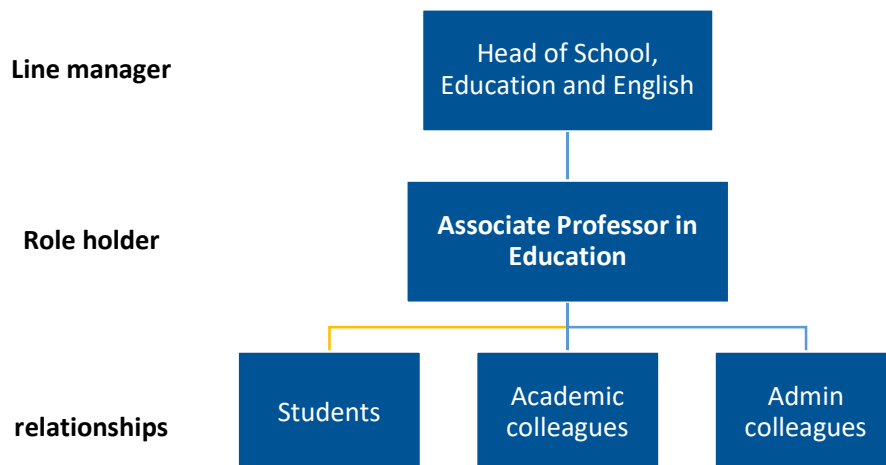 Line manager
Head of School,
Education and English
Role holder
Associate Professor in
Education
relationships
Students
Academic
colleagues
Admin
colleagues